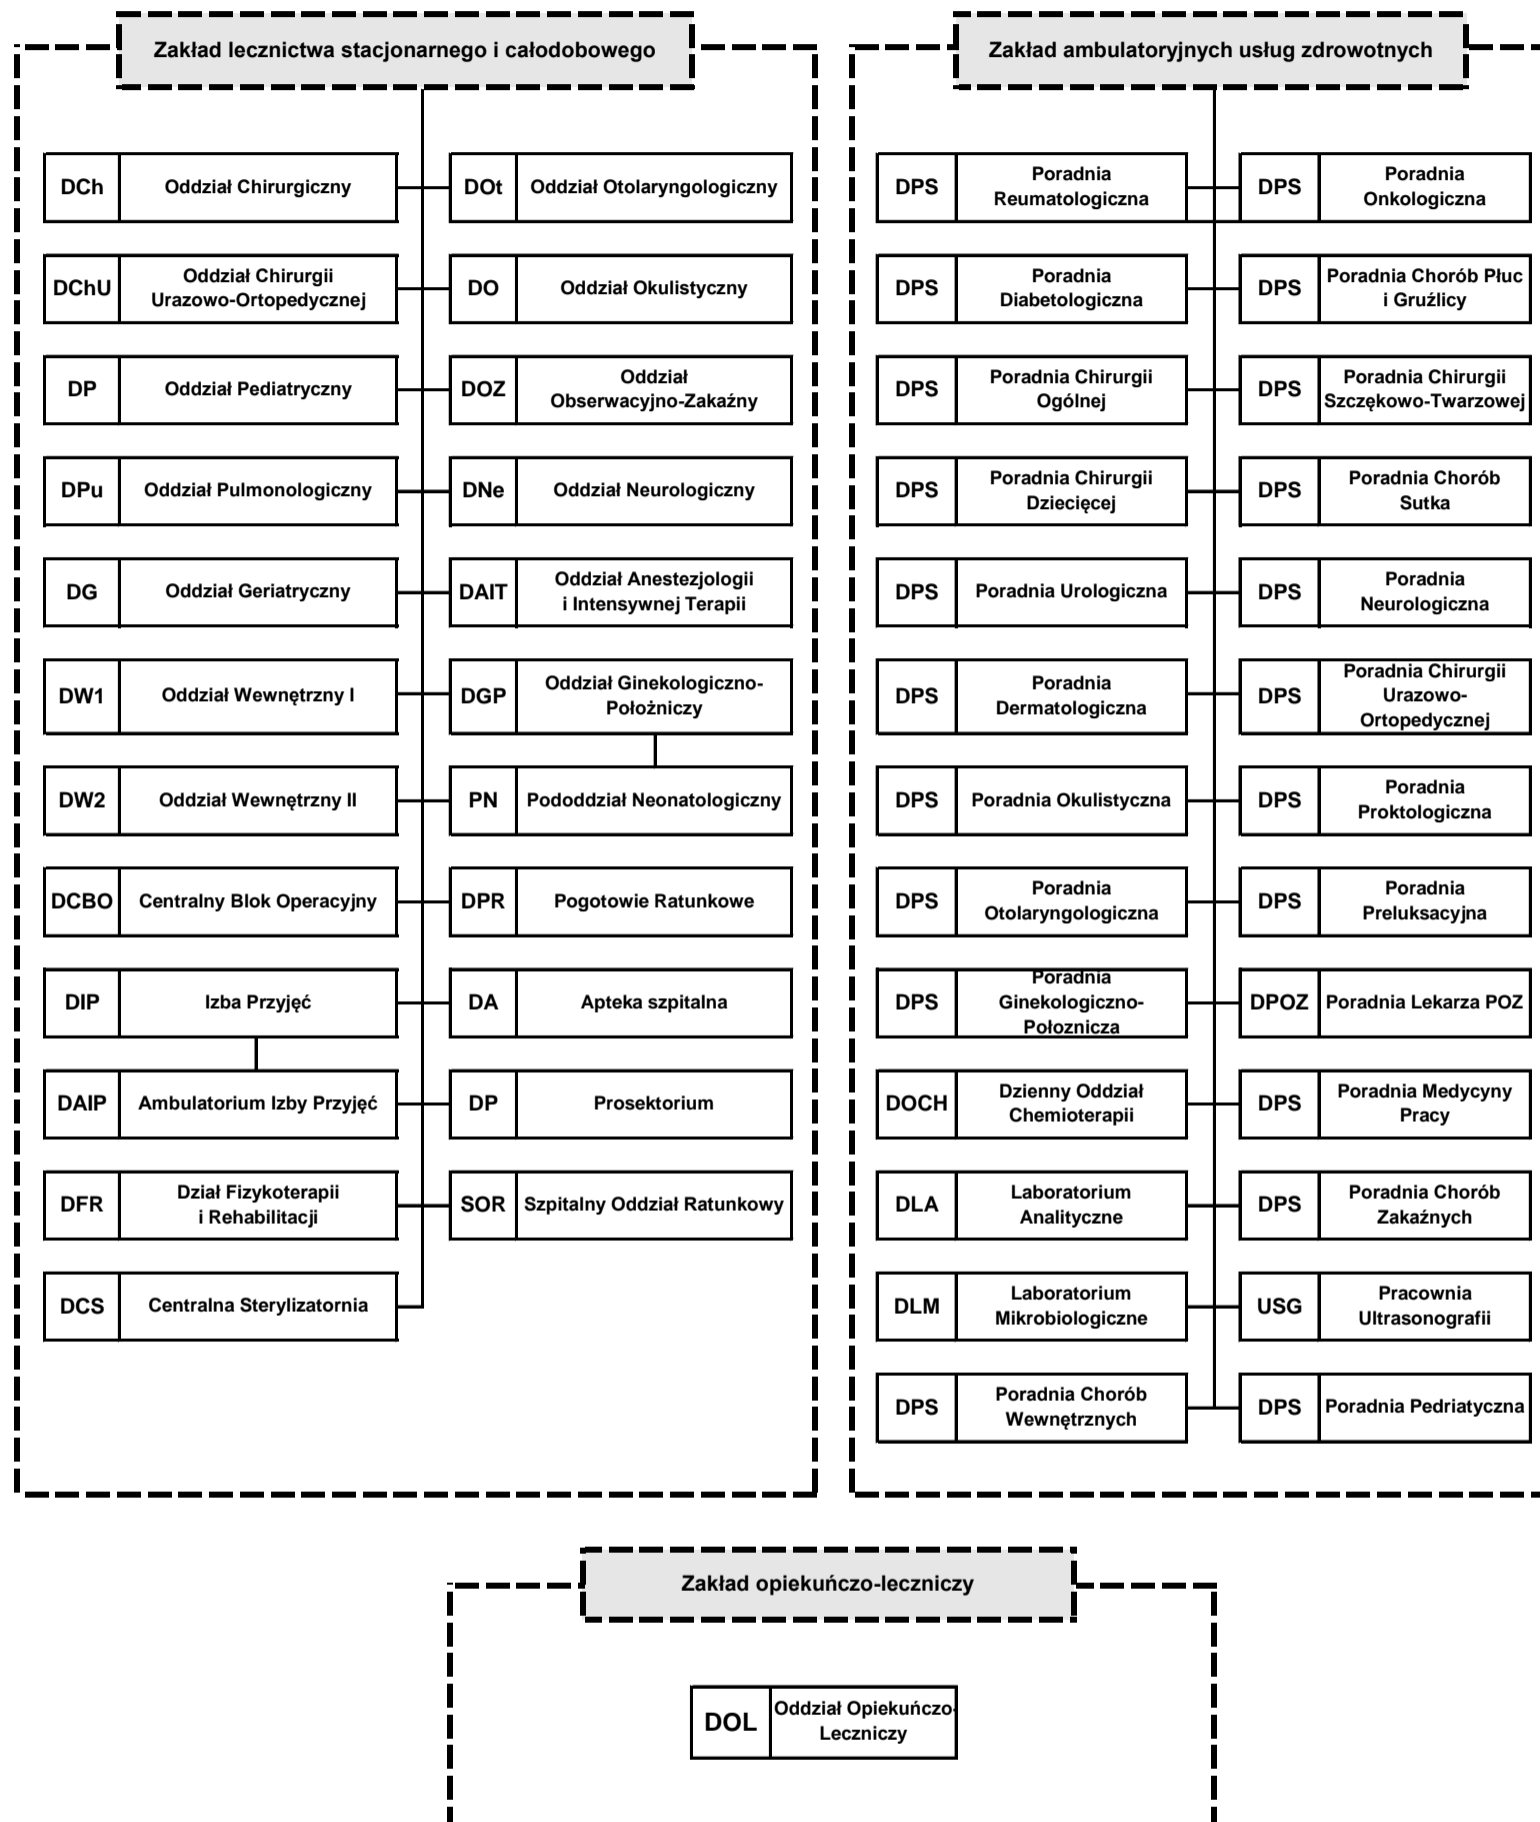 Zakład lecznictwa stacjonarnego i całodobowego
DCh
Oddział Chirurgiczny
DOt
Oddział Otolaryngologiczny
DChU
Oddział Chirurgii
Urazowo-Ortopedycznej
DO
Oddział Okulistyczny
DP
Oddział Pediatryczny
DOZ
Oddział
Obserwacyjno-Zakaźny
DPu
Oddział Pulmonologiczny
DNe
Oddział Neurologiczny
DG
Oddział Geriatryczny
DAIT
Oddział Anestezjologii
i Intensywnej Terapii
DW1
Oddział Wewnętrzny I
DGP
Oddział Ginekologiczno-
Położniczy
DW2
Oddział Wewnętrzny II
PN
Pododdział Neonatologiczny
DCBO
Centralny Blok Operacyjny
DPR
Pogotowie Ratunkowe
DIP
Izba Przyjęć
DA
Apteka szpitalna
DAIP
Ambulatorium Izby Przyjęć
DP
Prosektorium
DFR
Dział Fizykoterapii
i Rehabilitacji
SOR
Szpitalny Oddział Ratunkowy
DCS
Centralna Sterylizatornia
Zakład ambulatoryjnych usług zdrowotnych
DPS
Poradnia
Reumatologiczna
DPS
Poradnia
Onkologiczna
DPS
Poradnia
Diabetologiczna
DPS
Poradnia Chorób Płuc
i Gruźlicy
DPS
Poradnia Chirurgii
Ogólnej
DPS
Poradnia Chirurgii
Szczękowo-Twarzowej
DPS
Poradnia Chirurgii
Dziecięcej
DPS
Poradnia Chorób
Sutka
DPS
Poradnia Urologiczna
DPS
Poradnia
Neurologiczna
DPS
Poradnia
Dermatologiczna
DPS
Poradnia Chirurgii
Urazowo-
Ortopedycznej
DPS
Poradnia Okulistyczna
DPS
Poradnia
Proktologiczna
DPS
Poradnia
Otolaryngologiczna
DPS
Poradnia
Preluksacyjna
DPS
Poradnia
Ginekologiczno-
Połoznicza
DPOZ
Poradnia Lekarza POZ
DOCH
Dzienny Oddział
Chemioterapii
DPS
Poradnia Medycyny
Pracy
DLA
Laboratorium
Analityczne
DPS
Poradnia Chorób
Zakaźnych
DLM
Laboratorium
Mikrobiologiczne
USG
Pracownia
Ultrasonografii
DPS
Poradnia Chorób
Wewnętrznych
DPS
Poradnia Pedriatyczna
Zakład opiekuńczo-leczniczy
DOL
Oddział Opiekuńczo-
Leczniczy